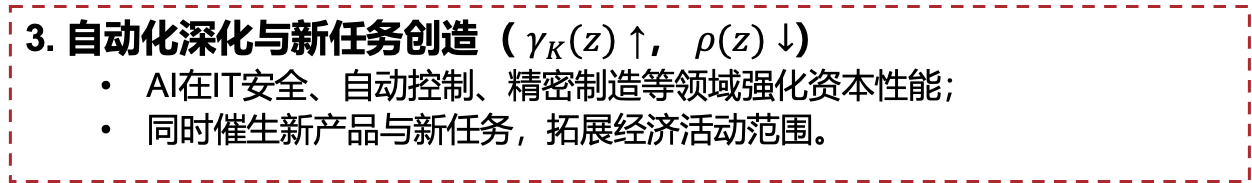 3. 自动化深化与新任务创造（ γ_K(z) ↑， ρ(z) ↓）
• AI在IT安全、自动控制、精密制造等领域强化资本性能；
• 同时催生新产品与新任务，拓展经济活动范围。